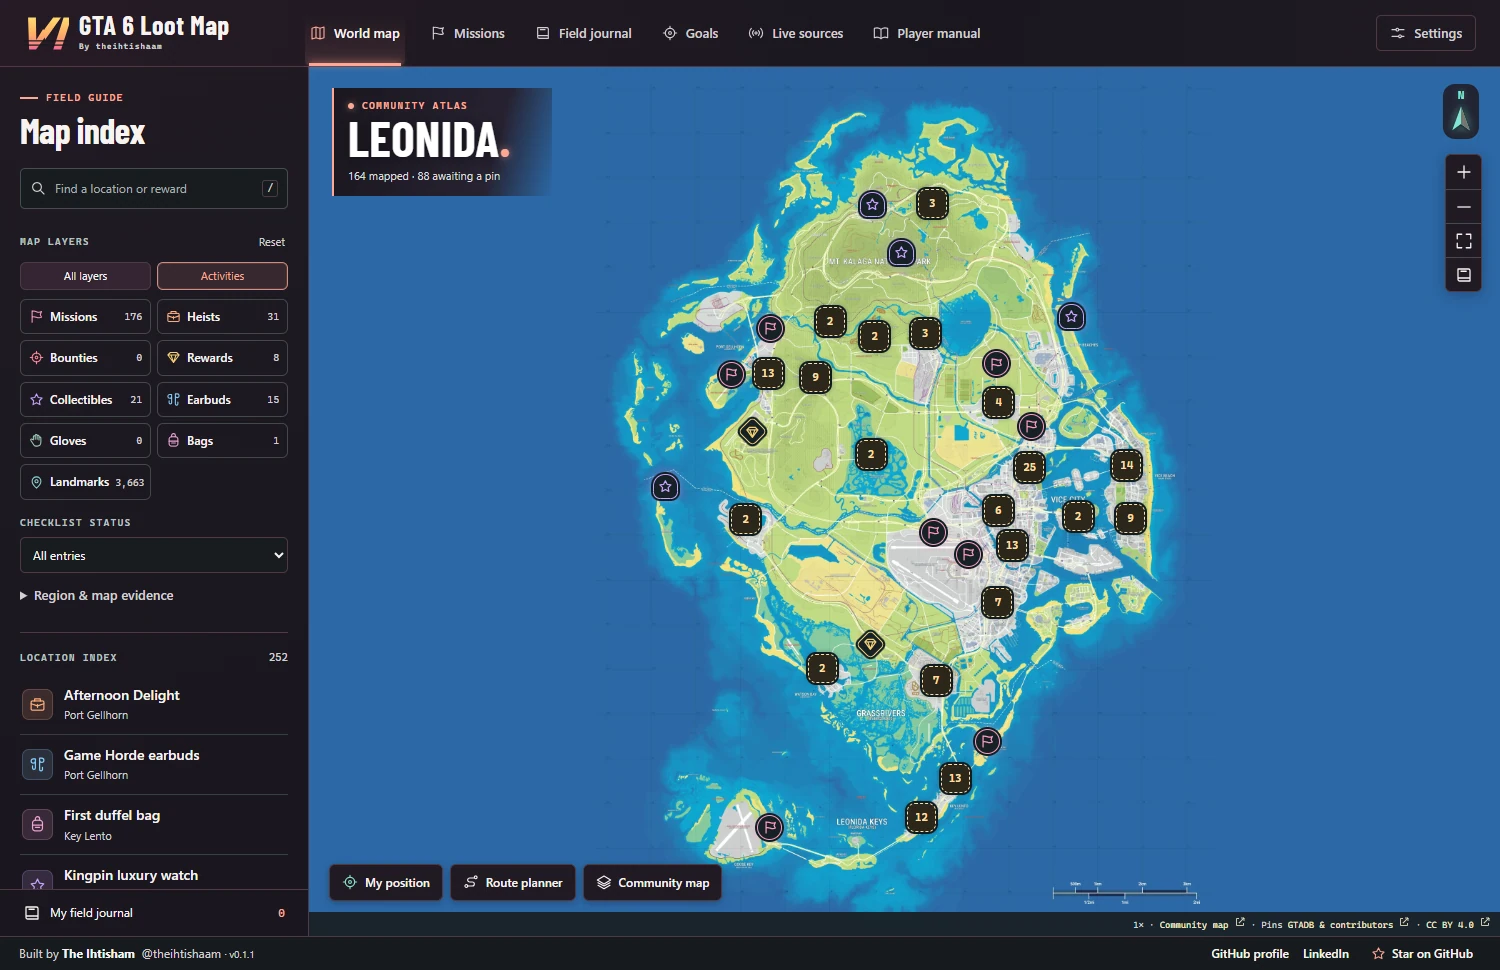 GTA 6 Loot Map
By theihtishaam
World map
Missions
Field journal
Goals
Live sources
Player manual
Settings
FIELD GUIDE
Map index
Find a location or reward
/
MAP LAYERS
Reset
All layers
Activities
Missions 176
Heists 31
Bounties 0
Rewards 8
Collectibles 21
Earbuds 15
Gloves 0
Bags 1
Landmarks 3,663
CHECKLIST STATUS
All entries
Region & map evidence
LOCATION INDEX 252
Afternoon Delight
Port Gellhorn
Game Horde earbuds
Port Gellhorn
First duffel bag
Key Lento
Kingpin luxury watch
My field journal 0
COMMUNITY ATLAS
LEONIDA.
164 mapped · 88 awaiting a pin
N
3
2
2
3
13
9
4
2
25
14
VICE CITY
6
2
9
2
13
7
2
7
GRASSRIVERS
13
12
LEONIDA KEYS
My position
Route planner
Community map
1× · Community map · Pins GTADB & contributors · CC BY 4.0
Built by The Ihtisham @theihtishaam · v0.1.1
GitHub profile
LinkedIn
Star on GitHub